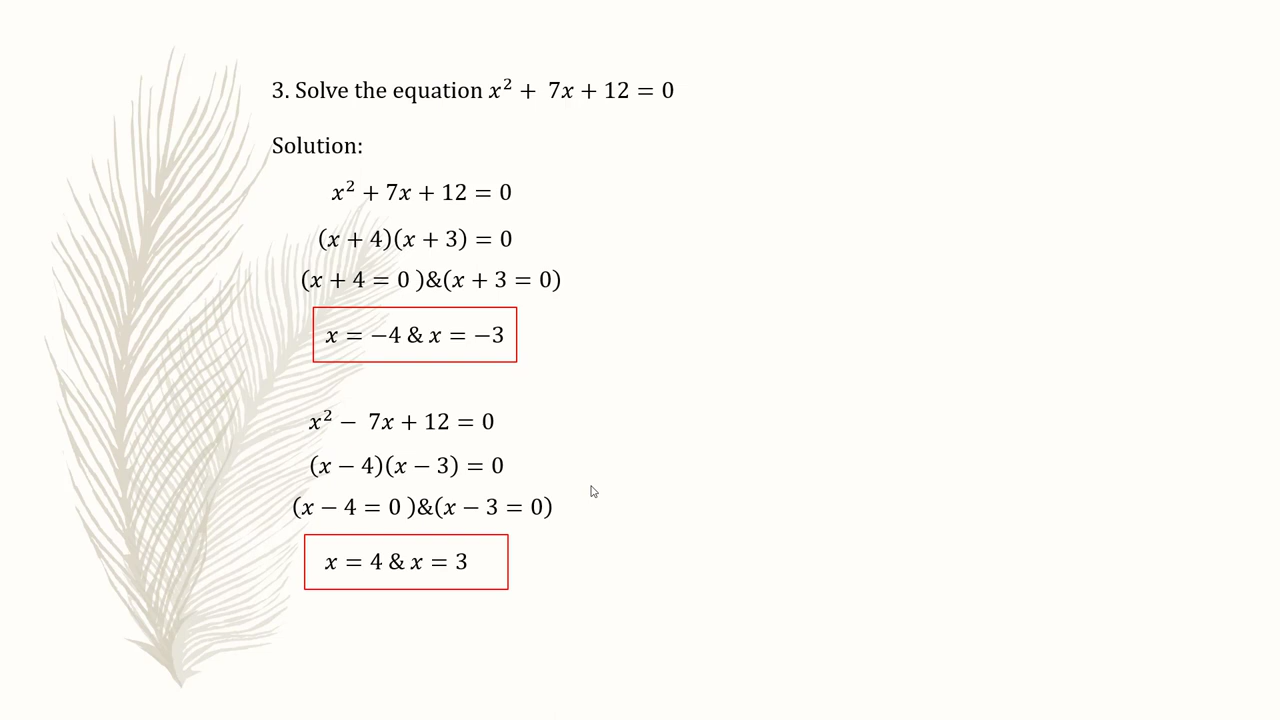 3. Solve the equation x² + 7x + 12 = 0
Solution:
x² + 7x + 12 = 0
(x + 4)(x + 3) = 0
(x + 4 = 0 )&(x + 3 = 0)
x = −4 & x = −3
x² − 7x + 12 = 0
(x − 4)(x − 3) = 0
(x − 4 = 0 )&(x − 3 = 0)
x = 4 & x = 3